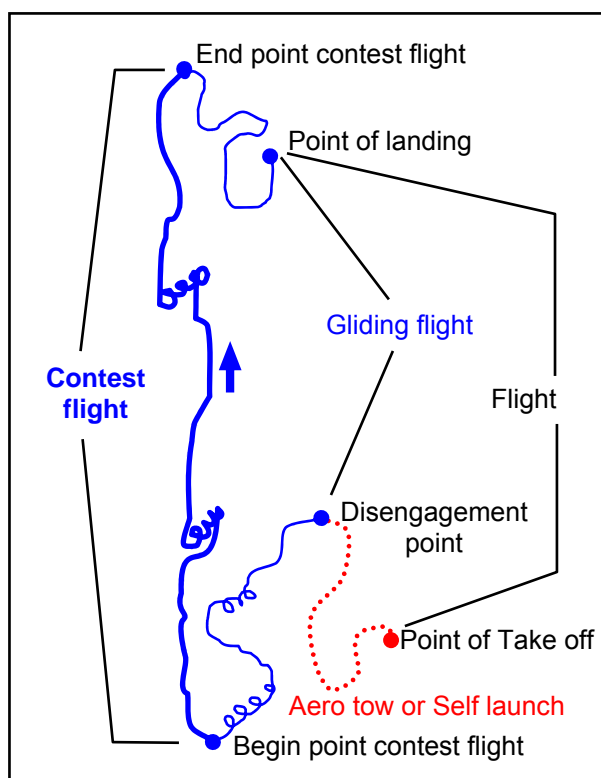 End point contest flight
Point of landing
Gliding flight
Contest
flight
Flight
Disengagement
point
Point of Take off
Aero tow or Self launch
Begin point contest flight